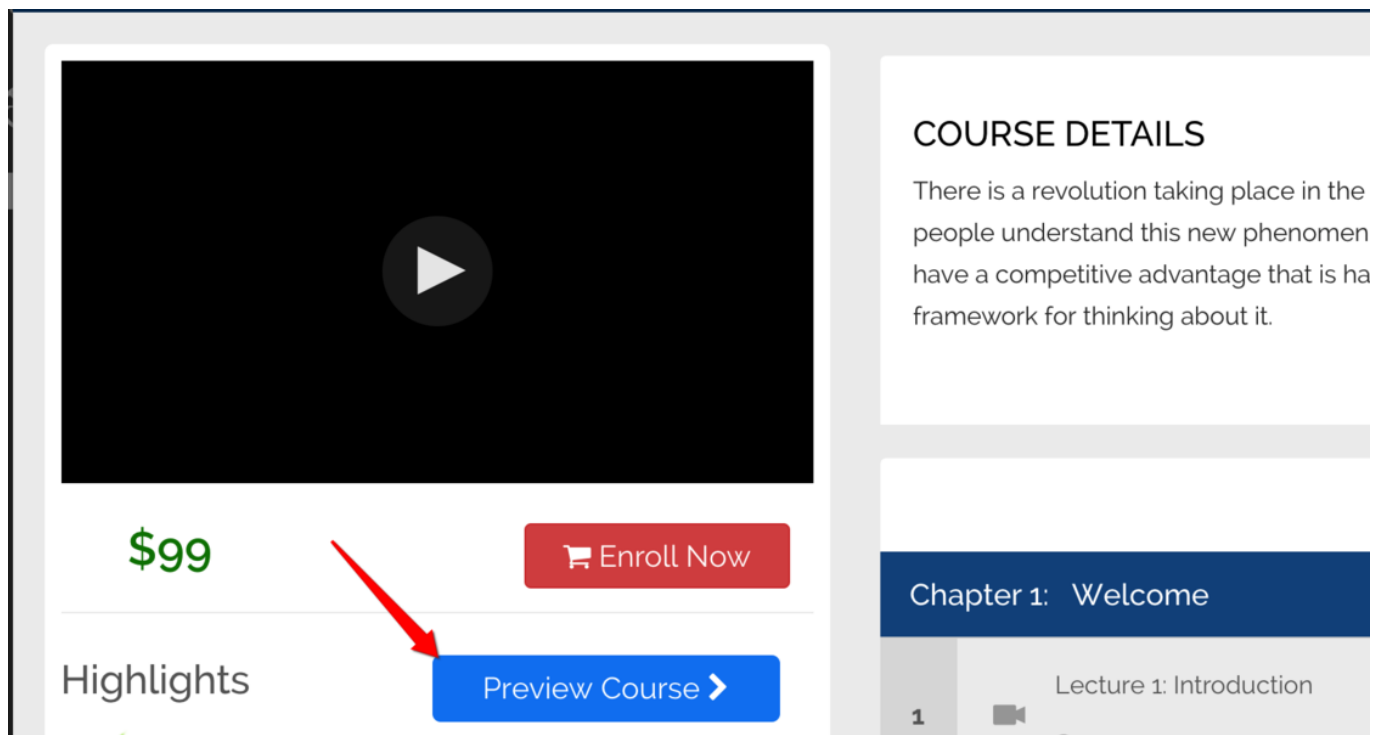 $99
Enroll Now
Highlights
Preview Course
COURSE DETAILS
There is a revolution taking place in the
people understand this new phenomen
have a competitive advantage that is ha
framework for thinking about it.
Chapter 1: Welcome
1
Lecture 1: Introduction